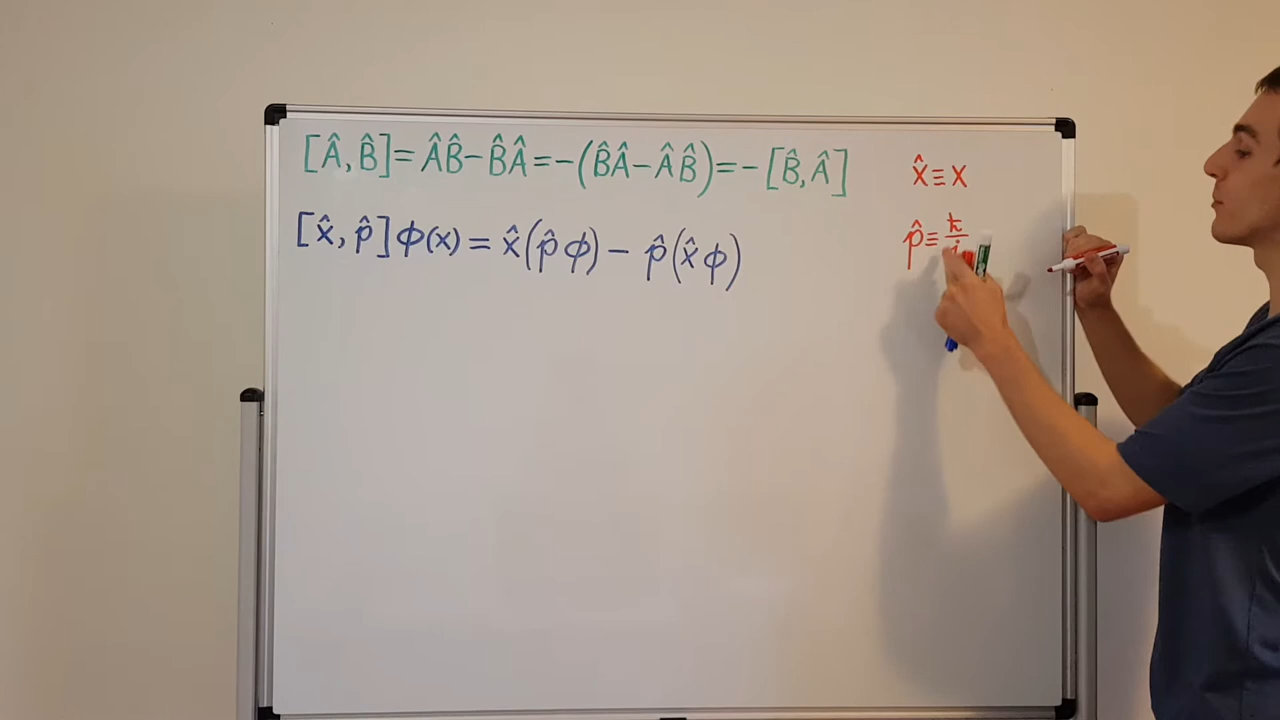 [Â, B̂] = ÂB̂ − B̂Â = −(B̂Â − ÂB̂) = −[B̂, Â]
x̂ ≡ x
[x̂, p̂]ϕ(x) = x̂(p̂ϕ) − p̂(x̂ϕ)
p̂ ≡ ħ/i